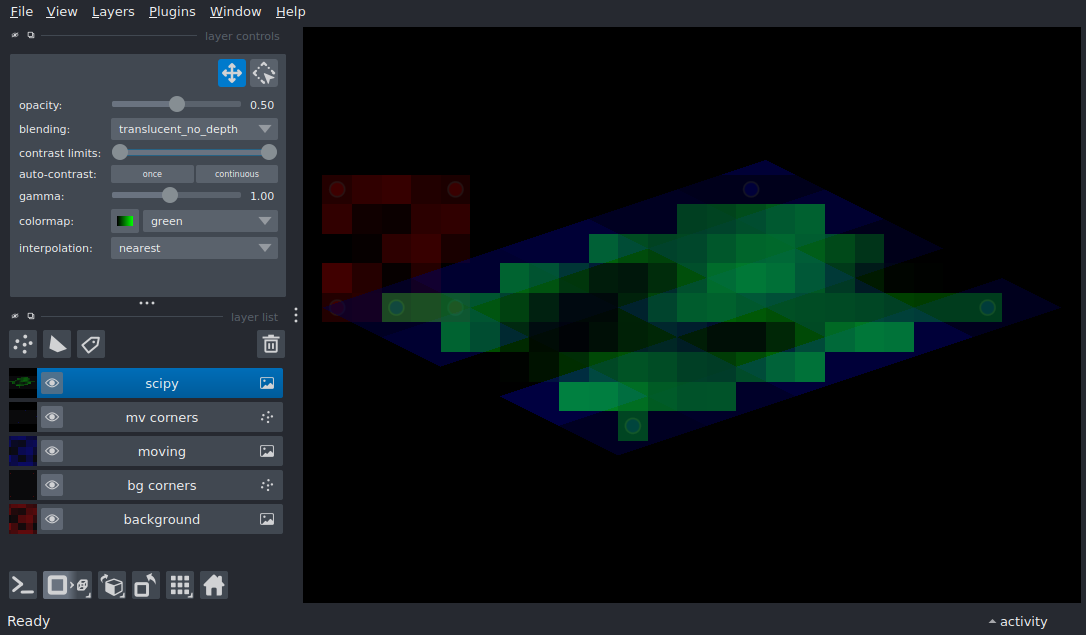 File View Layers Plugins Window Help
layer controls
opacity: 0.50
blending: translucent_no_depth
contrast limits:
auto-contrast: once continuous
gamma: 1.00
colormap: green
interpolation: nearest
layer list
scipy
mv corners
moving
bg corners
background
Ready
activity